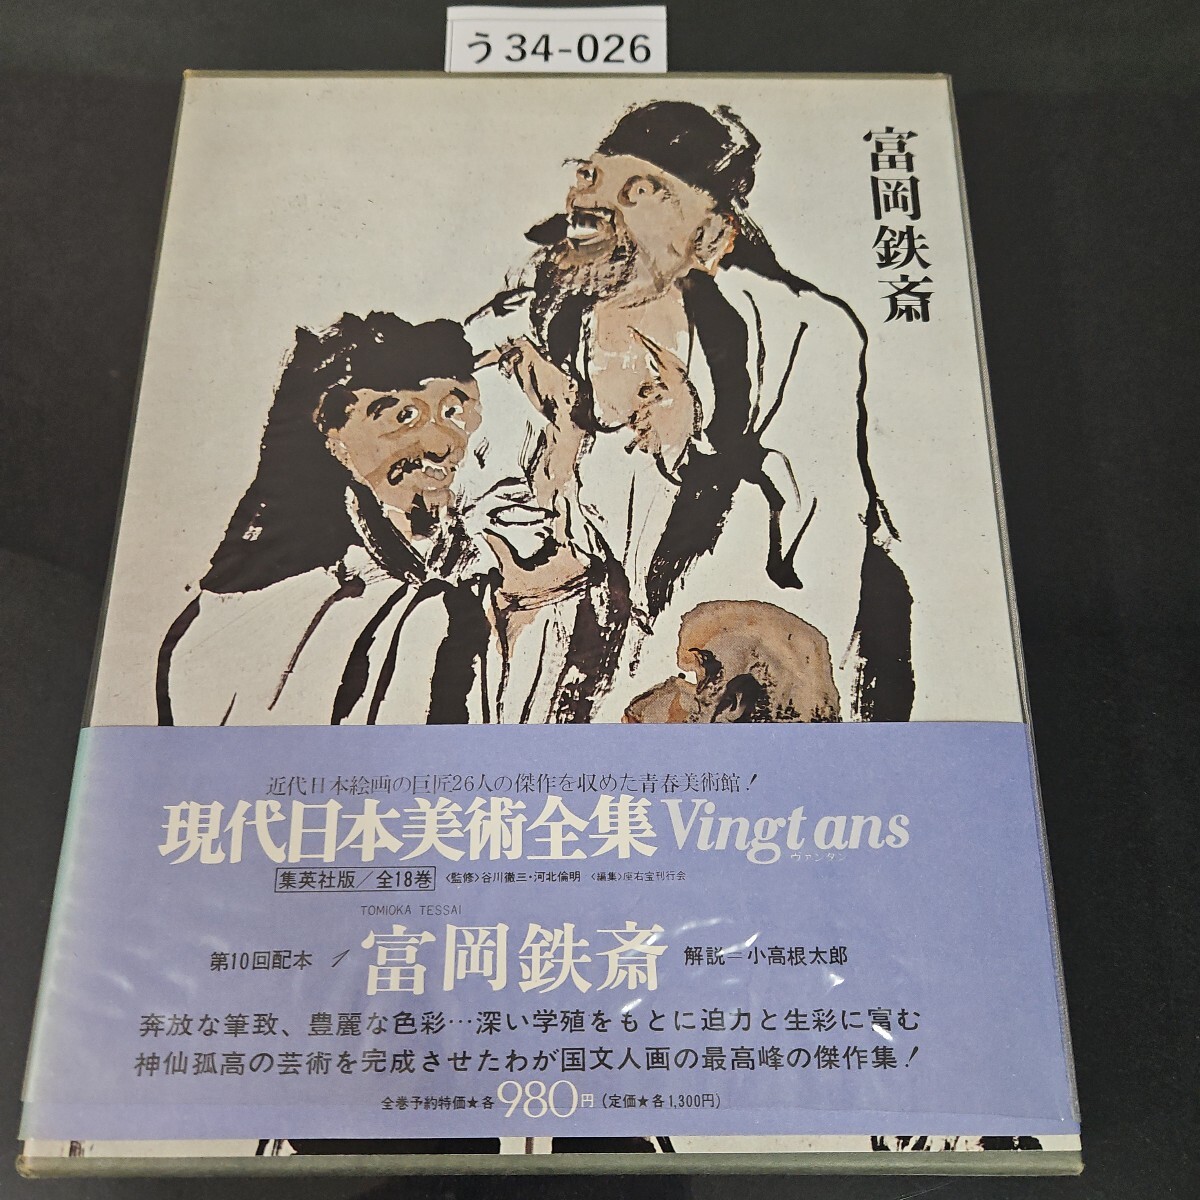 う34-026
富岡鉄斎
近代日本絵画の巨匠26人の傑作を収めた青春美術館!
現代日本美術全集 Vingt ans
ヴァンタン
集英社版/全18巻 〈監修〉谷川徹三・河北倫明 〈編集〉座右宝刊行会
TOMIOKA TESSAI
第10回配本 1 富岡鉄斎 解説=小高根太郎
奔放な筆致、豊麗な色彩…深い学殖をもとに迫力と生彩に富む
神仙孤高の芸術を完成させたわが国文人画の最高峰の傑作集!
全巻予約特価★各980円(定価★各1,300円)